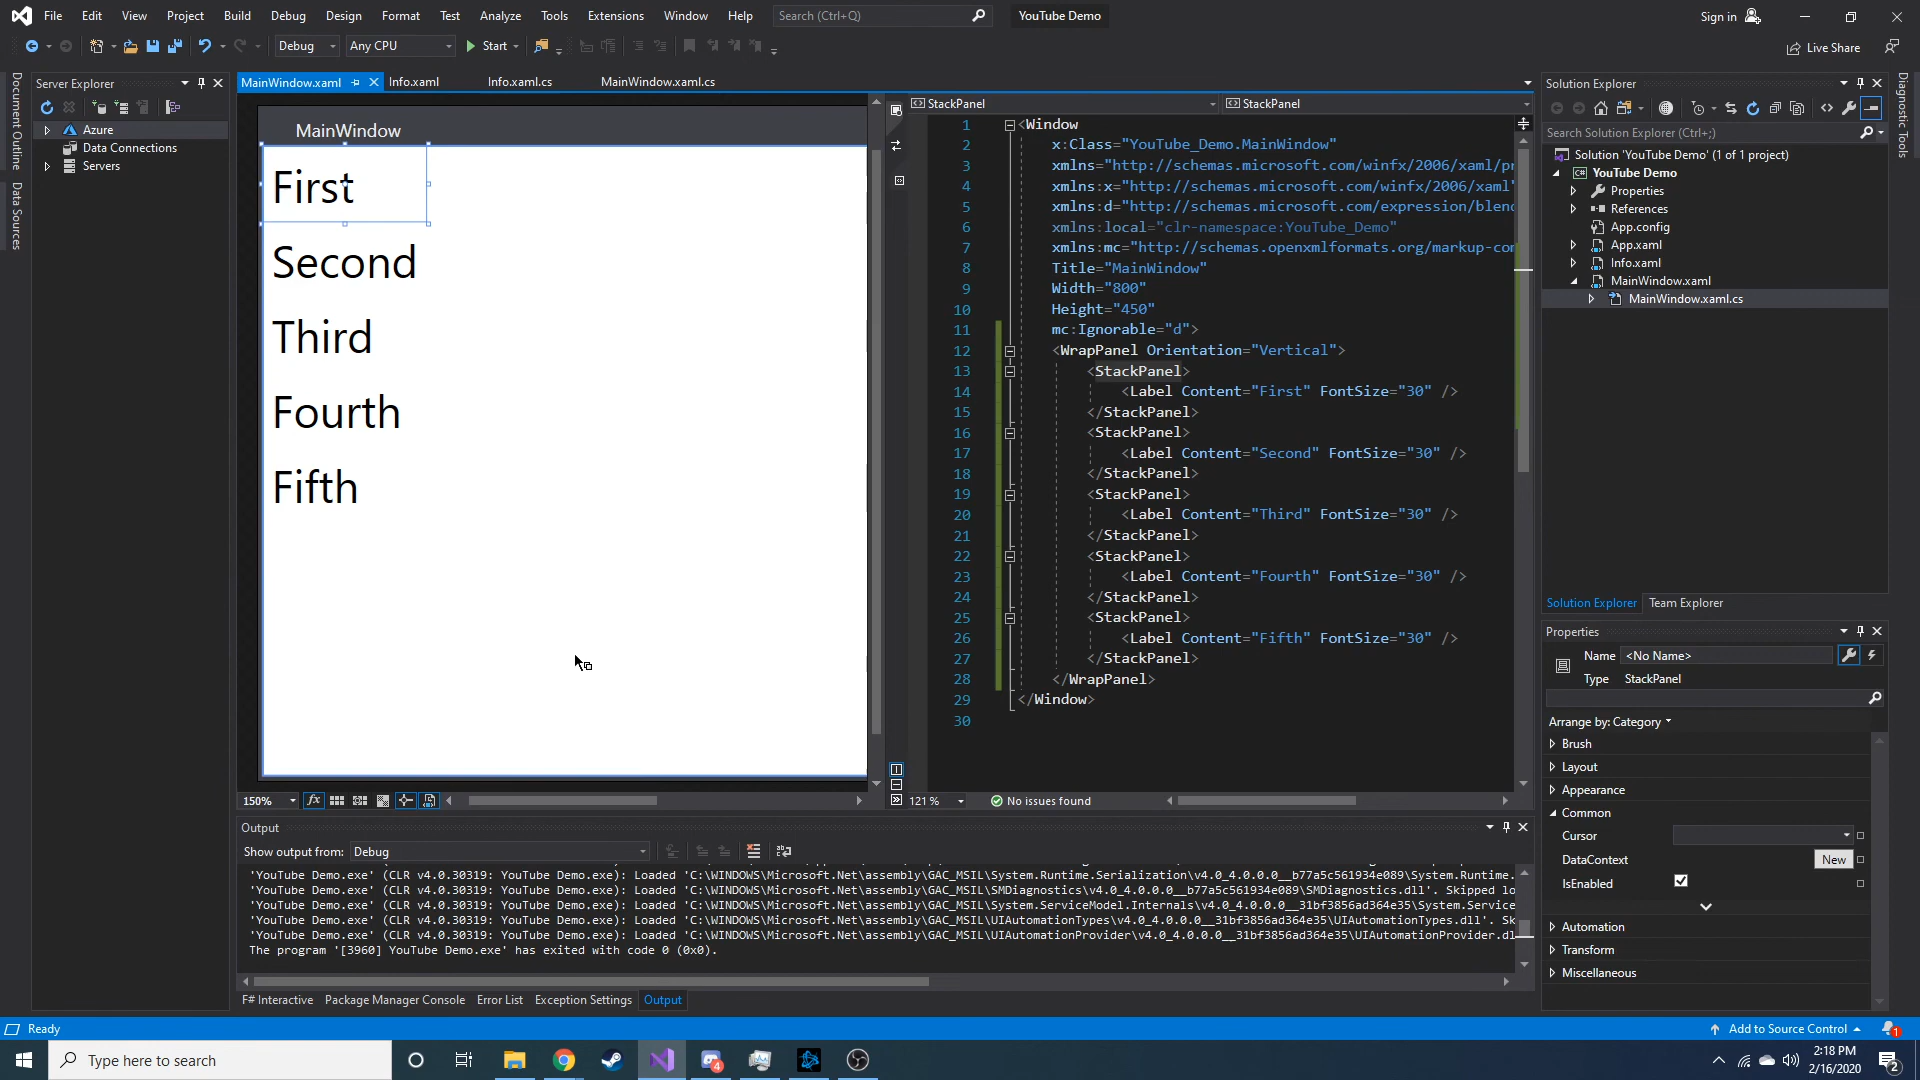 File Edit View Project Build Debug Design Format Test Analyze Tools Extensions Window Help Search (Ctrl+Q) YouTube Demo Sign in
Debug Any CPU Start Live Share
Document Outline
Data Sources
Server Explorer
Azure
Data Connections
Servers
MainWindow.xaml Info.xaml Info.xaml.cs MainWindow.xaml.cs
MainWindow
First
Second
Third
Fourth
Fifth
150%
StackPanel StackPanel
1 <Window
2 x:Class="YouTube_Demo.MainWindow"
3 xmlns="http://schemas.microsoft.com/winfx/2006/xaml/pr
4 xmlns:x="http://schemas.microsoft.com/winfx/2006/xaml"
5 xmlns:d="http://schemas.microsoft.com/expression/blend
6 xmlns:local="clr-namespace:YouTube_Demo"
7 xmlns:mc="http://schemas.openxmlformats.org/markup-com
8 Title="MainWindow"
9 Width="800"
10 Height="450"
11 mc:Ignorable="d">
12 <WrapPanel Orientation="Vertical">
13 <StackPanel>
14 <Label Content="First" FontSize="30" />
15 </StackPanel>
16 <StackPanel>
17 <Label Content="Second" FontSize="30" />
18 </StackPanel>
19 <StackPanel>
20 <Label Content="Third" FontSize="30" />
21 </StackPanel>
22 <StackPanel>
23 <Label Content="Fourth" FontSize="30" />
24 </StackPanel>
25 <StackPanel>
26 <Label Content="Fifth" FontSize="30" />
27 </StackPanel>
28 </WrapPanel>
29 </Window>
30
121 % No issues found
Output
Show output from: Debug
'YouTube Demo.exe' (CLR v4.0.30319: YouTube Demo.exe): Loaded 'C:\WINDOWS\Microsoft.Net\assembly\GAC_MSIL\System.Runtime.Serialization\v4.0_4.0.0.0__b77a5c561934e089\System.Runtime.
'YouTube Demo.exe' (CLR v4.0.30319: YouTube Demo.exe): Loaded 'C:\WINDOWS\Microsoft.Net\assembly\GAC_MSIL\SMDiagnostics\v4.0_4.0.0.0__b77a5c561934e089\SMDiagnostics.dll'. Skipped lo
'YouTube Demo.exe' (CLR v4.0.30319: YouTube Demo.exe): Loaded 'C:\WINDOWS\Microsoft.Net\assembly\GAC_MSIL\System.ServiceModel.Internals\v4.0_4.0.0.0__31bf3856ad364e35\System.Service
'YouTube Demo.exe' (CLR v4.0.30319: YouTube Demo.exe): Loaded 'C:\WINDOWS\Microsoft.Net\assembly\GAC_MSIL\UIAutomationTypes\v4.0_4.0.0.0__31bf3856ad364e35\UIAutomationTypes.dll'. Sk
'YouTube Demo.exe' (CLR v4.0.30319: YouTube Demo.exe): Loaded 'C:\WINDOWS\Microsoft.Net\assembly\GAC_MSIL\UIAutomationProvider\v4.0_4.0.0.0__31bf3856ad364e35\UIAutomationProvider.dl
The program '[3960] YouTube Demo.exe' has exited with code 0 (0x0).
F# Interactive Package Manager Console Error List Exception Settings Output
Solution Explorer
Search Solution Explorer (Ctrl+;)
Solution 'YouTube Demo' (1 of 1 project)
YouTube Demo
Properties
References
App.config
App.xaml
Info.xaml
MainWindow.xaml
MainWindow.xaml.cs
Solution Explorer Team Explorer
Properties
Name <No Name>
Type StackPanel
Arrange by: Category
Brush
Layout
Appearance
Common
Cursor
DataContext New
IsEnabled
Automation
Transform
Miscellaneous
Diagnostic Tools
Ready Add to Source Control 1
Type here to search 4 2:18 PM
2/16/2020 2